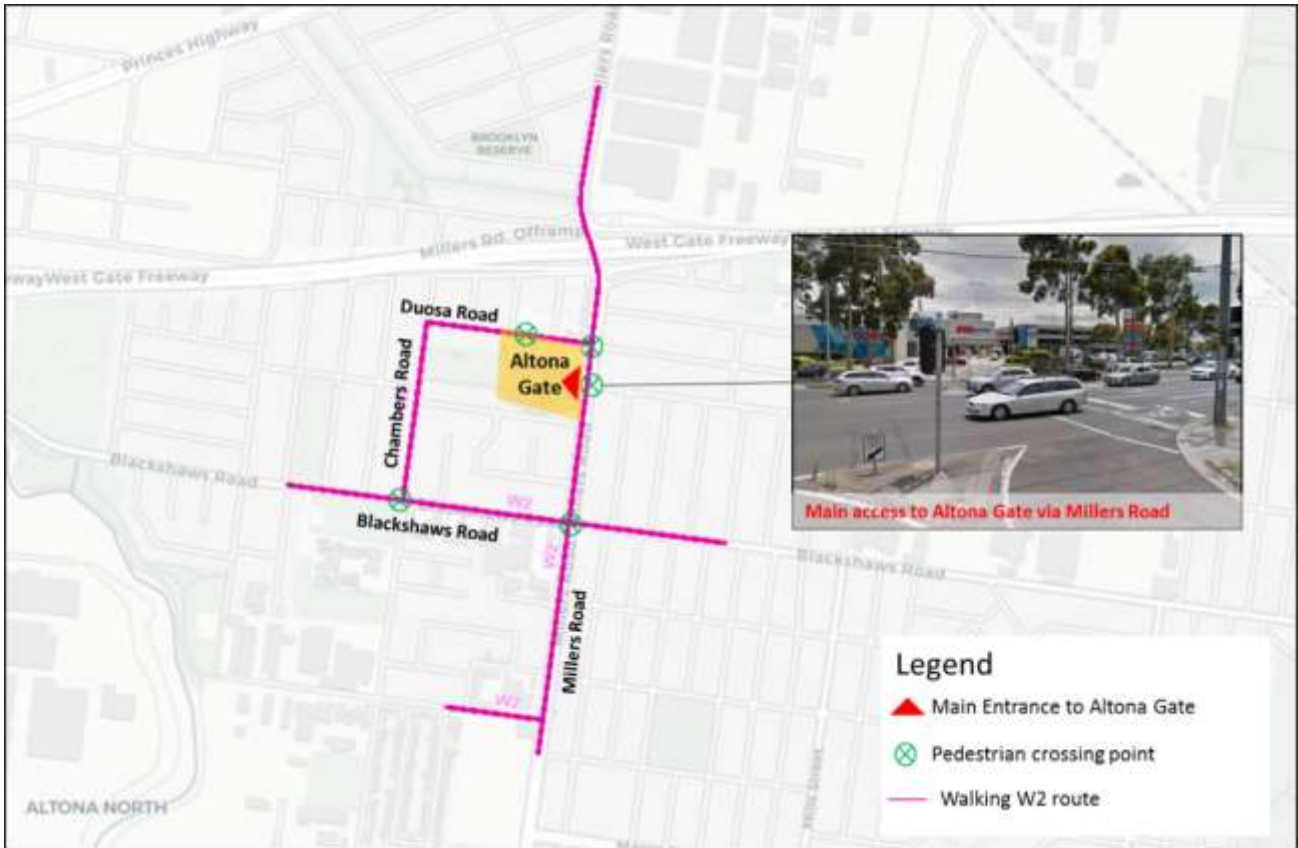 Princes Highway
BROOKLYN
RESERVE
Millers Rd. Offramp
West Gate Freeway
West Gate Freeway
Duosa Road
Altona
Gate
Chambers Road
Blackshaws Road
W2
Blackshaws Road
W2
Blackshaws Road
Millers Road
W2
ALTONA NORTH
Main access to Altona Gate via Millers Road
Legend
Main Entrance to Altona Gate
Pedestrian crossing point
Walking W2 route